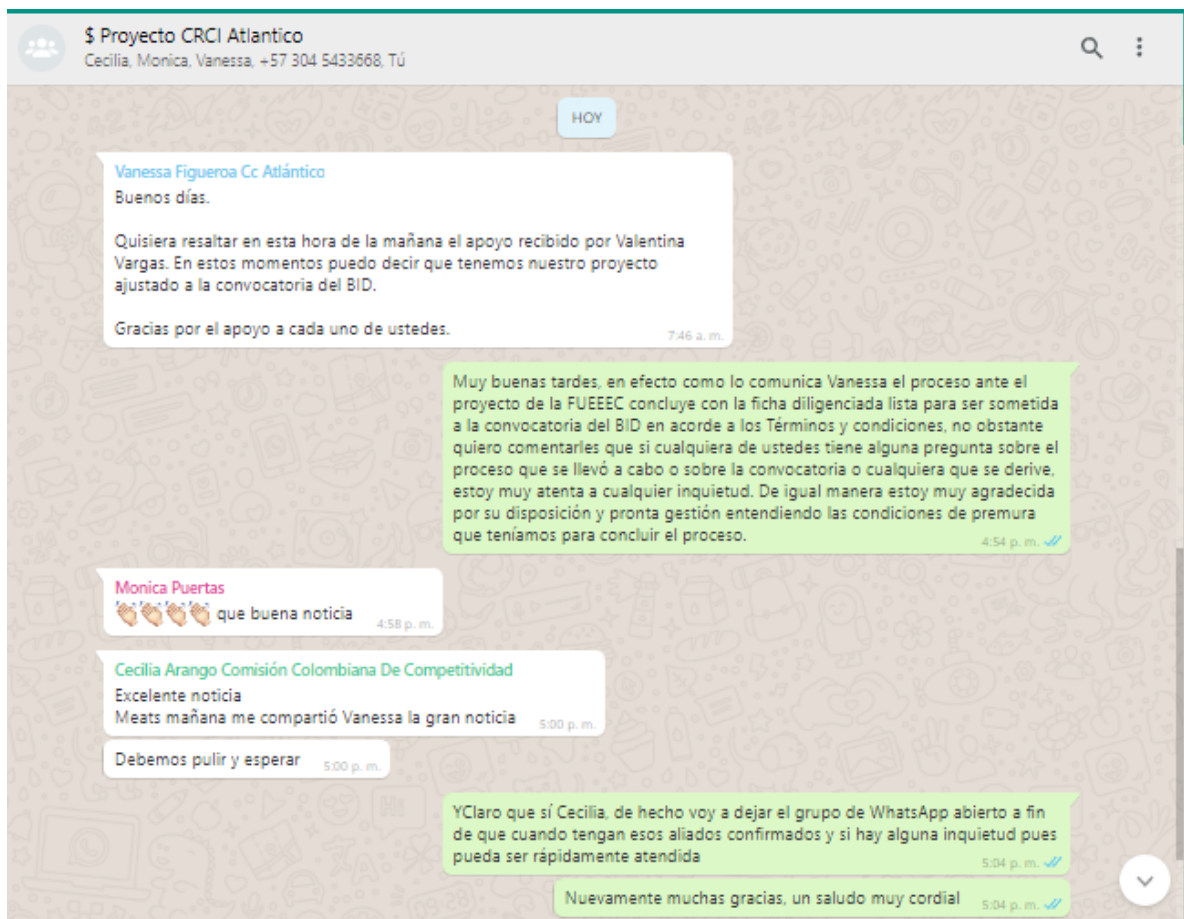 $ Proyecto CRCI Atlantico
Cecilia, Monica, Vanessa, +57 304 5433668, Tú
HOY
Vanessa Figueroa Cc Atlántico
Buenos días.
Quisiera resaltar en esta hora de la mañana el apoyo recibido por Valentina
Vargas. En estos momentos puedo decir que tenemos nuestro proyecto
ajustado a la convocatoria del BID.
Gracias por el apoyo a cada uno de ustedes.
7:46 a. m.
Muy buenas tardes, en efecto como lo comunica Vanessa el proceso ante el
proyecto de la FUEEEC concluye con la ficha diligenciada lista para ser sometida
a la convocatoria del BID en acorde a los Términos y condiciones, no obstante
quiero comentarles que si cualquiera de ustedes tiene alguna pregunta sobre el
proceso que se llevó a cabo o sobre la convocatoria o cualquiera que se derive,
estoy muy atenta a cualquier inquietud. De igual manera estoy muy agradecida
por su disposición y pronta gestión entendiendo las condiciones de premura
que teníamos para concluir el proceso.
4:54 p. m.
Monica Puertas
👏🏻👏🏻👏🏻👏🏻 que buena noticia
4:58 p. m.
Cecilia Arango Comisión Colombiana De Competitividad
Excelente noticia
Meats mañana me compartió Vanessa la gran noticia
5:00 p. m.
Debemos pulir y esperar
5:00 p. m.
YClaro que sí Cecilia, de hecho voy a dejar el grupo de WhatsApp abierto a fin
de que cuando tengan esos aliados confirmados y si hay alguna inquietud pues
pueda ser rápidamente atendida
5:04 p. m.
Nuevamente muchas gracias, un saludo muy cordial
5:04 p. m.